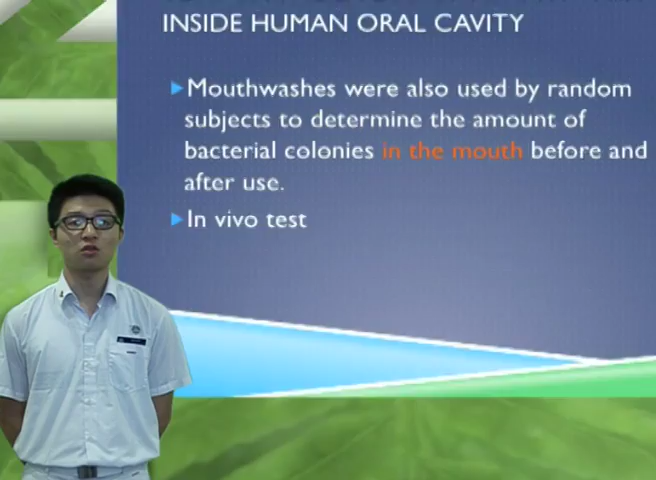 INSIDE HUMAN ORAL CAVITY
Mouthwashes were also used by random
subjects to determine the amount of
bacterial colonies in the mouth before and
after use.
In vivo test